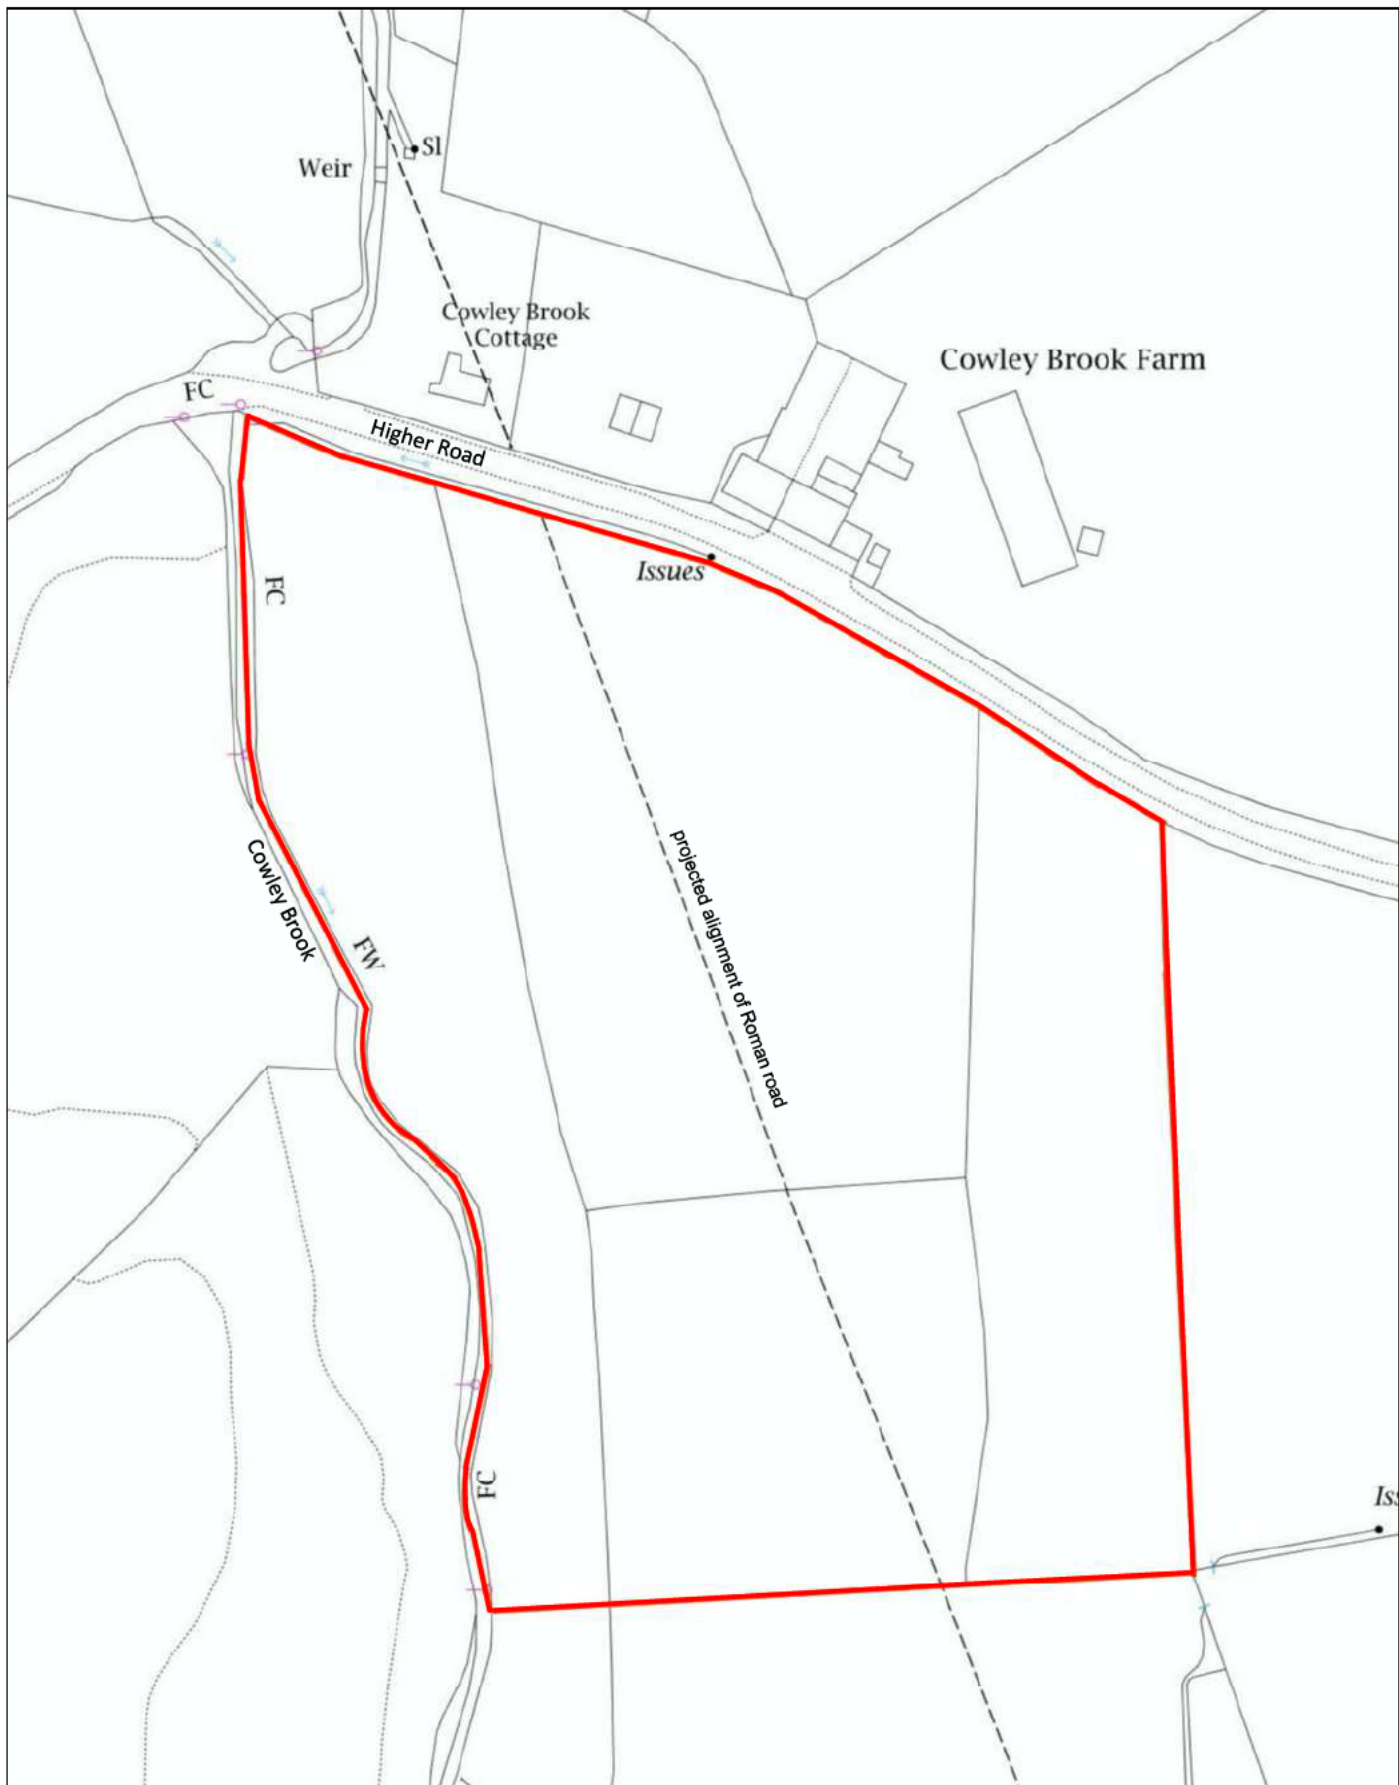 Sl
Weir
Cowley Brook
Cottage
Cowley Brook Farm
FC
Higher Road
Issues
FC
projected alignment of Roman road
Cowley Brook
FW
FC
Iss